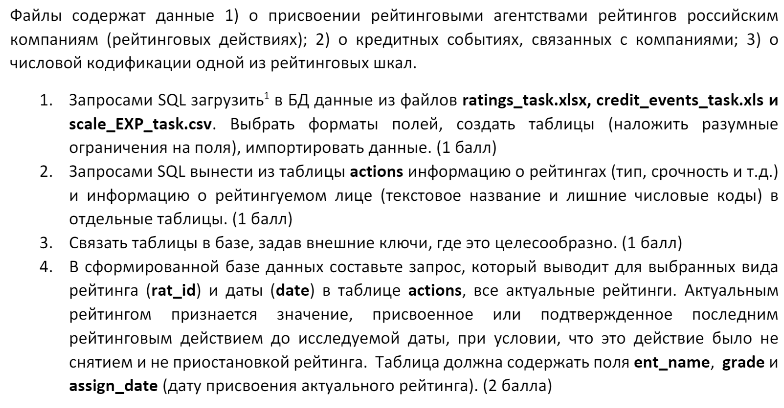 Файлы содержат данные 1) о присвоении рейтинговыми агентствами рейтингов российским
компаниям (рейтинговых действиях); 2) о кредитных событиях, связанных с компаниями; 3) о
числовой кодификации одной из рейтинговых шкал.
1. Запросами SQL загрузить1 в БД данные из файлов ratings_task.xlsx, credit_events_task.xls и
scale_EXP_task.csv. Выбрать форматы полей, создать таблицы (наложить разумные
ограничения на поля), импортировать данные. (1 балл)
2. Запросами SQL вынести из таблицы actions информацию о рейтингах (тип, срочность и т.д.)
и информацию о рейтингуемом лице (текстовое название и лишние числовые коды) в
отдельные таблицы. (1 балл)
3. Связать таблицы в базе, задав внешние ключи, где это целесообразно. (1 балл)
4. В сформированной базе данных составьте запрос, который выводит для выбранных вида
рейтинга (rat_id) и даты (date) в таблице actions, все актуальные рейтинги. Актуальным
рейтингом признается значение, присвоенное или подтвержденное последним
рейтинговым действием до исследуемой даты, при условии, что это действие было не
снятием и не приостановкой рейтинга. Таблица должна содержать поля ent_name, grade и
assign_date (дату присвоения актуального рейтинга). (2 балла)